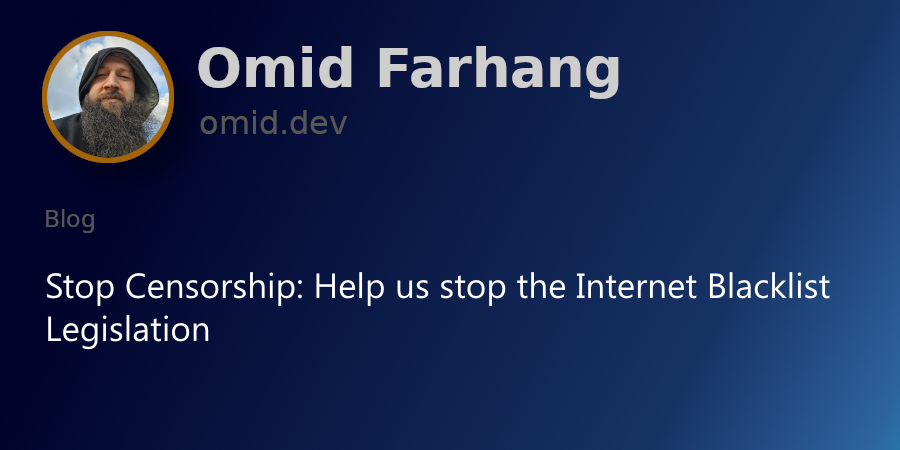 Omid Farhang
omid.dev
Blog
Stop Censorship: Help us stop the Internet Blacklist
Legislation